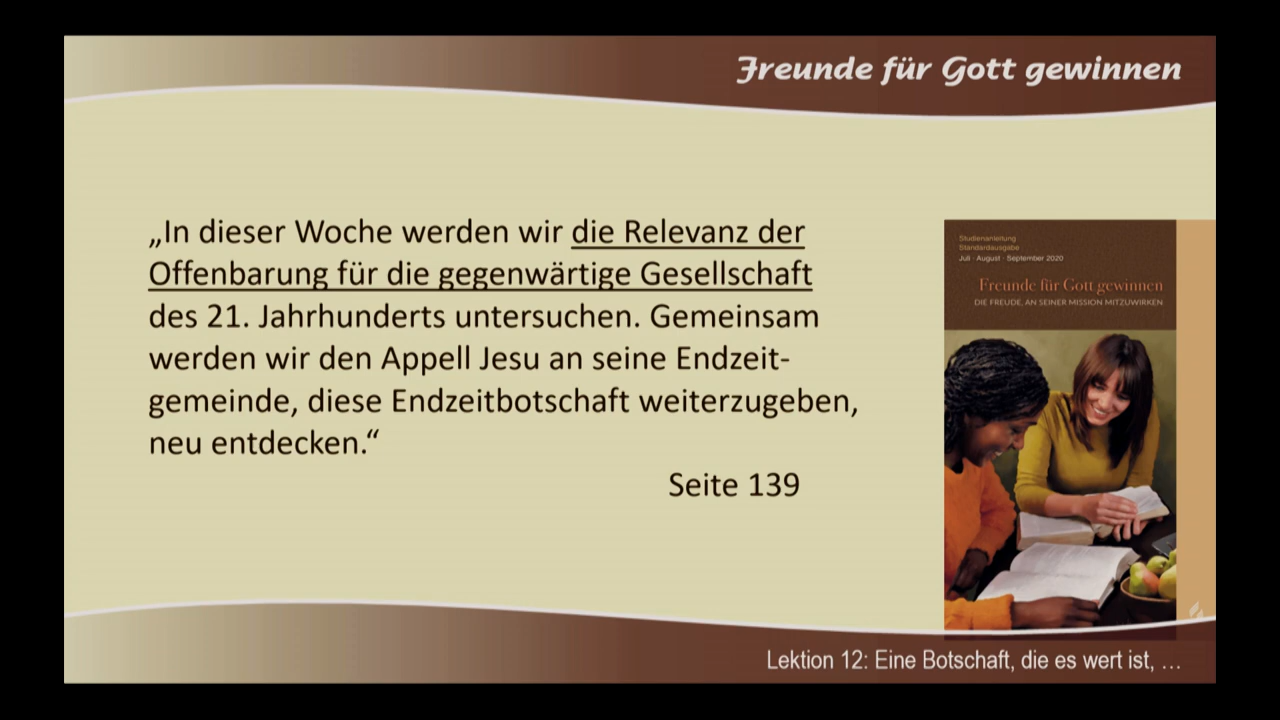 Freunde für Gott gewinnen
„In dieser Woche werden wir die Relevanz der
Offenbarung für die gegenwärtige Gesellschaft
des 21. Jahrhunderts untersuchen. Gemeinsam
werden wir den Appell Jesu an seine Endzeit-
gemeinde, diese Endzeitbotschaft weiterzugeben,
neu entdecken.“
Seite 139
Studienanleitung
Standardausgabe
Juli · August · September 2020
Freunde für Gott gewinnen
DIE FREUDE, AN SEINER MISSION MITZUWIRKEN
Lektion 12: Eine Botschaft, die es wert ist, …